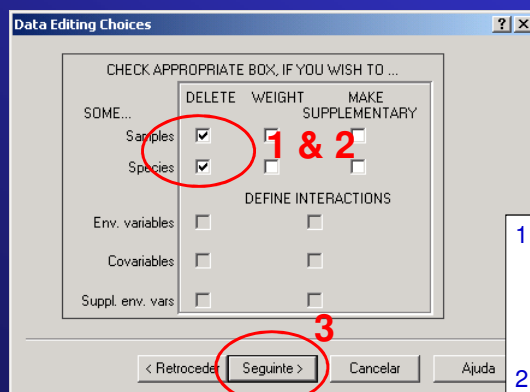 Data Editing Choices
CHECK APPROPRIATE BOX, IF YOU WISH TO ...
DELETE WEIGHT MAKE
SOME... SUPPLEMENTARY
Samples
1 & 2
Species
DEFINE INTERACTIONS
Env. variables
Covariables
Suppl. env. vars
3
< Retroceder Seguinte > Cancelar Ajuda
1
2